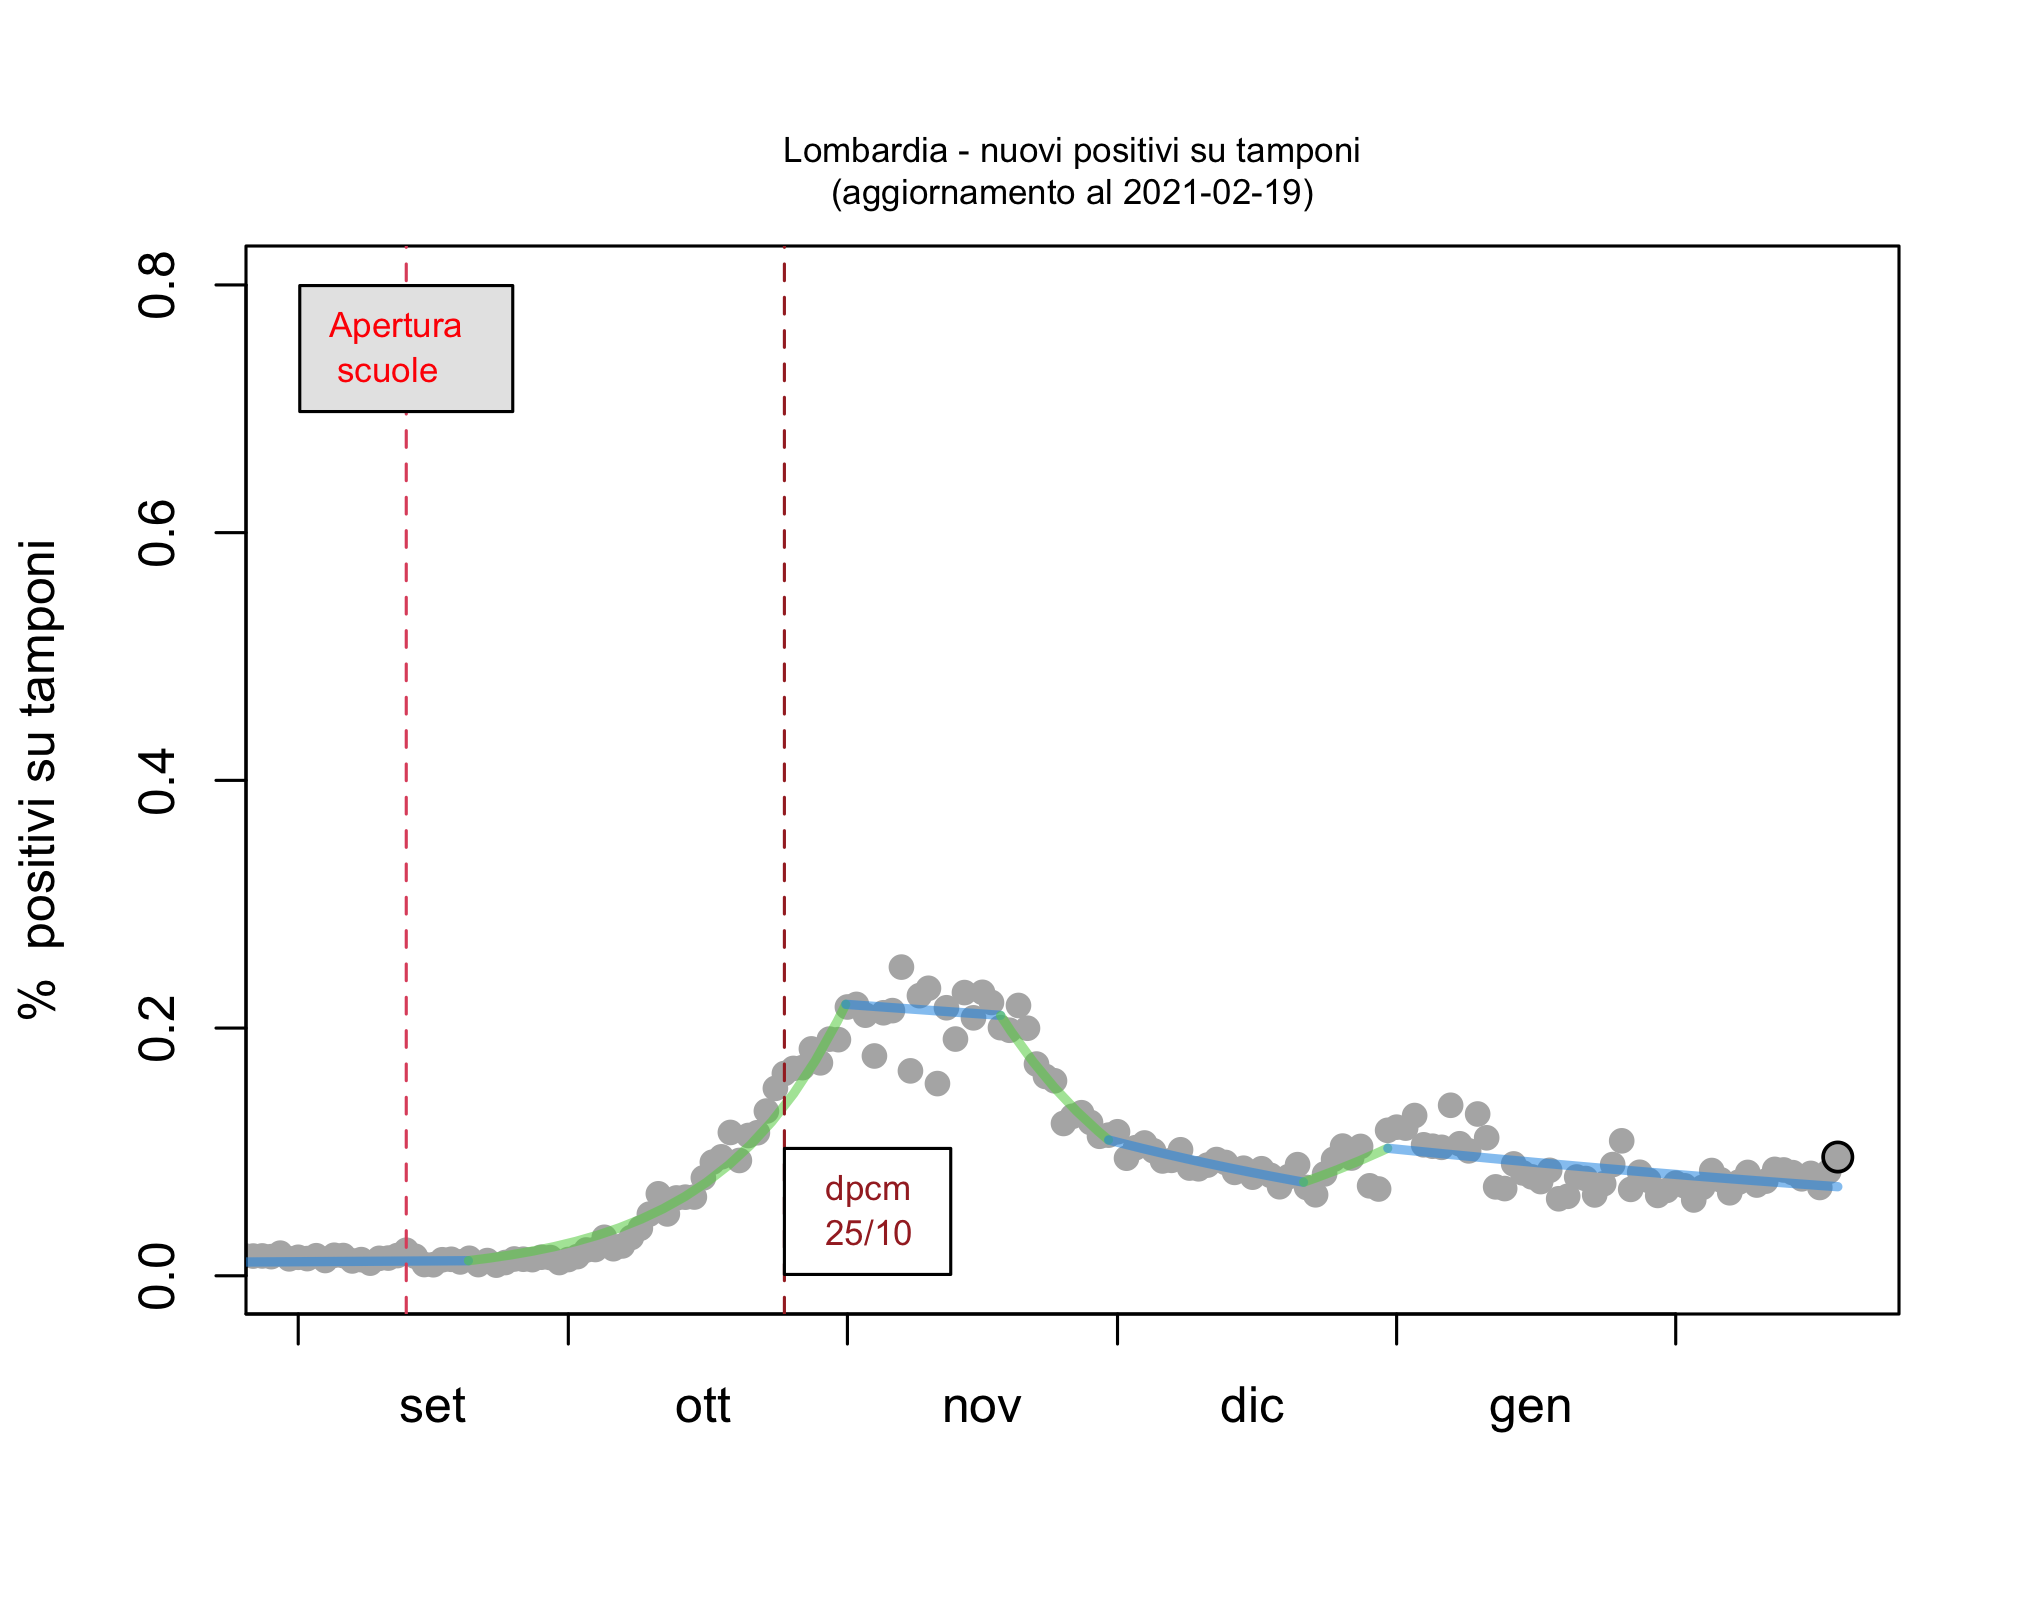 Lombardia - nuovi positivi su tamponi
(aggiornamento al 2021-02-19)
% positivi su tamponi
0.8
0.6
0.4
0.2
0.0
Apertura
scuole
dpcm
25/10
set
ott
nov
dic
gen